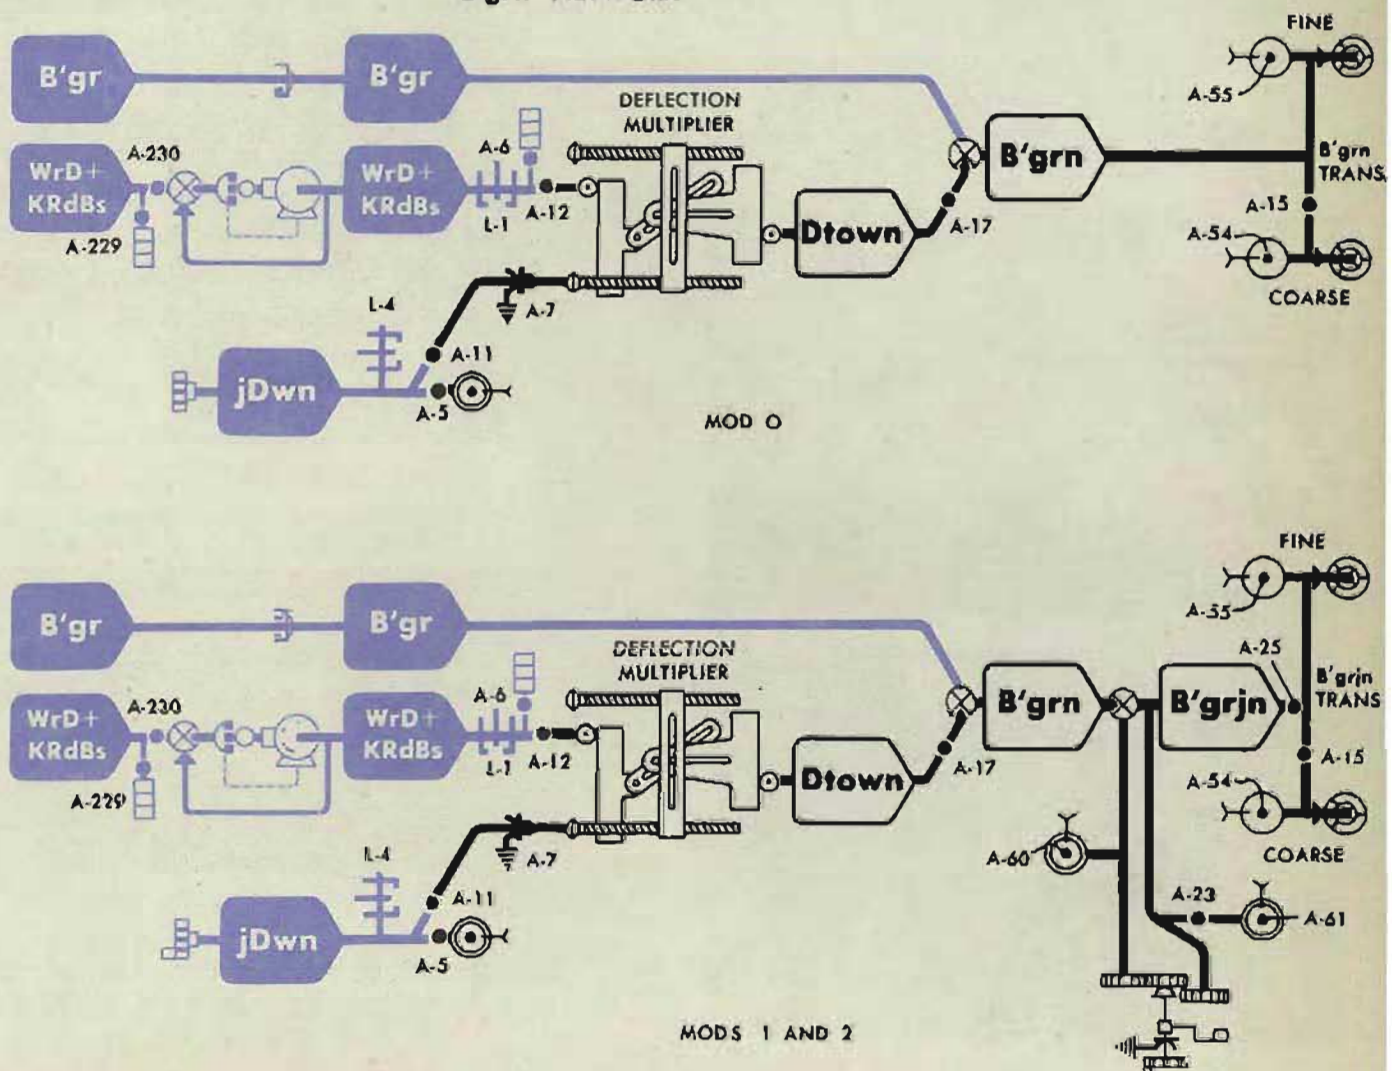 FINE
B'gr
B'gr
A-55
DEFLECTION
MULTIPLIER
A-230
A-6
WrD+
KRdBs
WrD+
KRdBs
B'grn
B'grn
TRANS.
A-229
L-1
A-12
Dtown
A-17
A-15
A-54
L-4
A-7
COARSE
jDwn
A-11
A-5
MOD O
FINE
B'gr
B'gr
A-55
DEFLECTION
MULTIPLIER
A-25
A-230
A-6
WrD+
KRdBs
WrD+
KRdBs
B'grn
B'grjn
B'grjn
TRANS
A-229
L-1
A-12
Dtown
A-17
A-15
A-54
L-4
A-7
A-60
COARSE
jDwn
A-11
A-23
A-61
A-5
MODS 1 AND 2